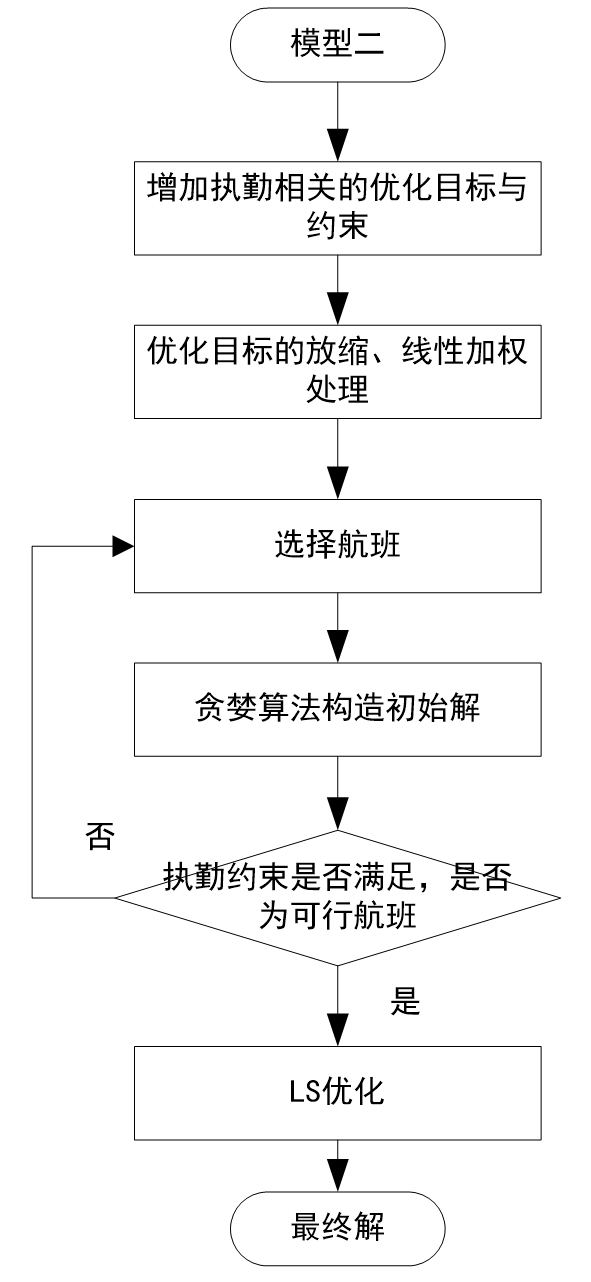 模型二
增加执勤相关的优化目标与
约束
优化目标的放缩、线性加权
处理
选择航班
贪婪算法构造初始解
否
执勤约束是否满足，是否
为可行航班
是
LS优化
最终解